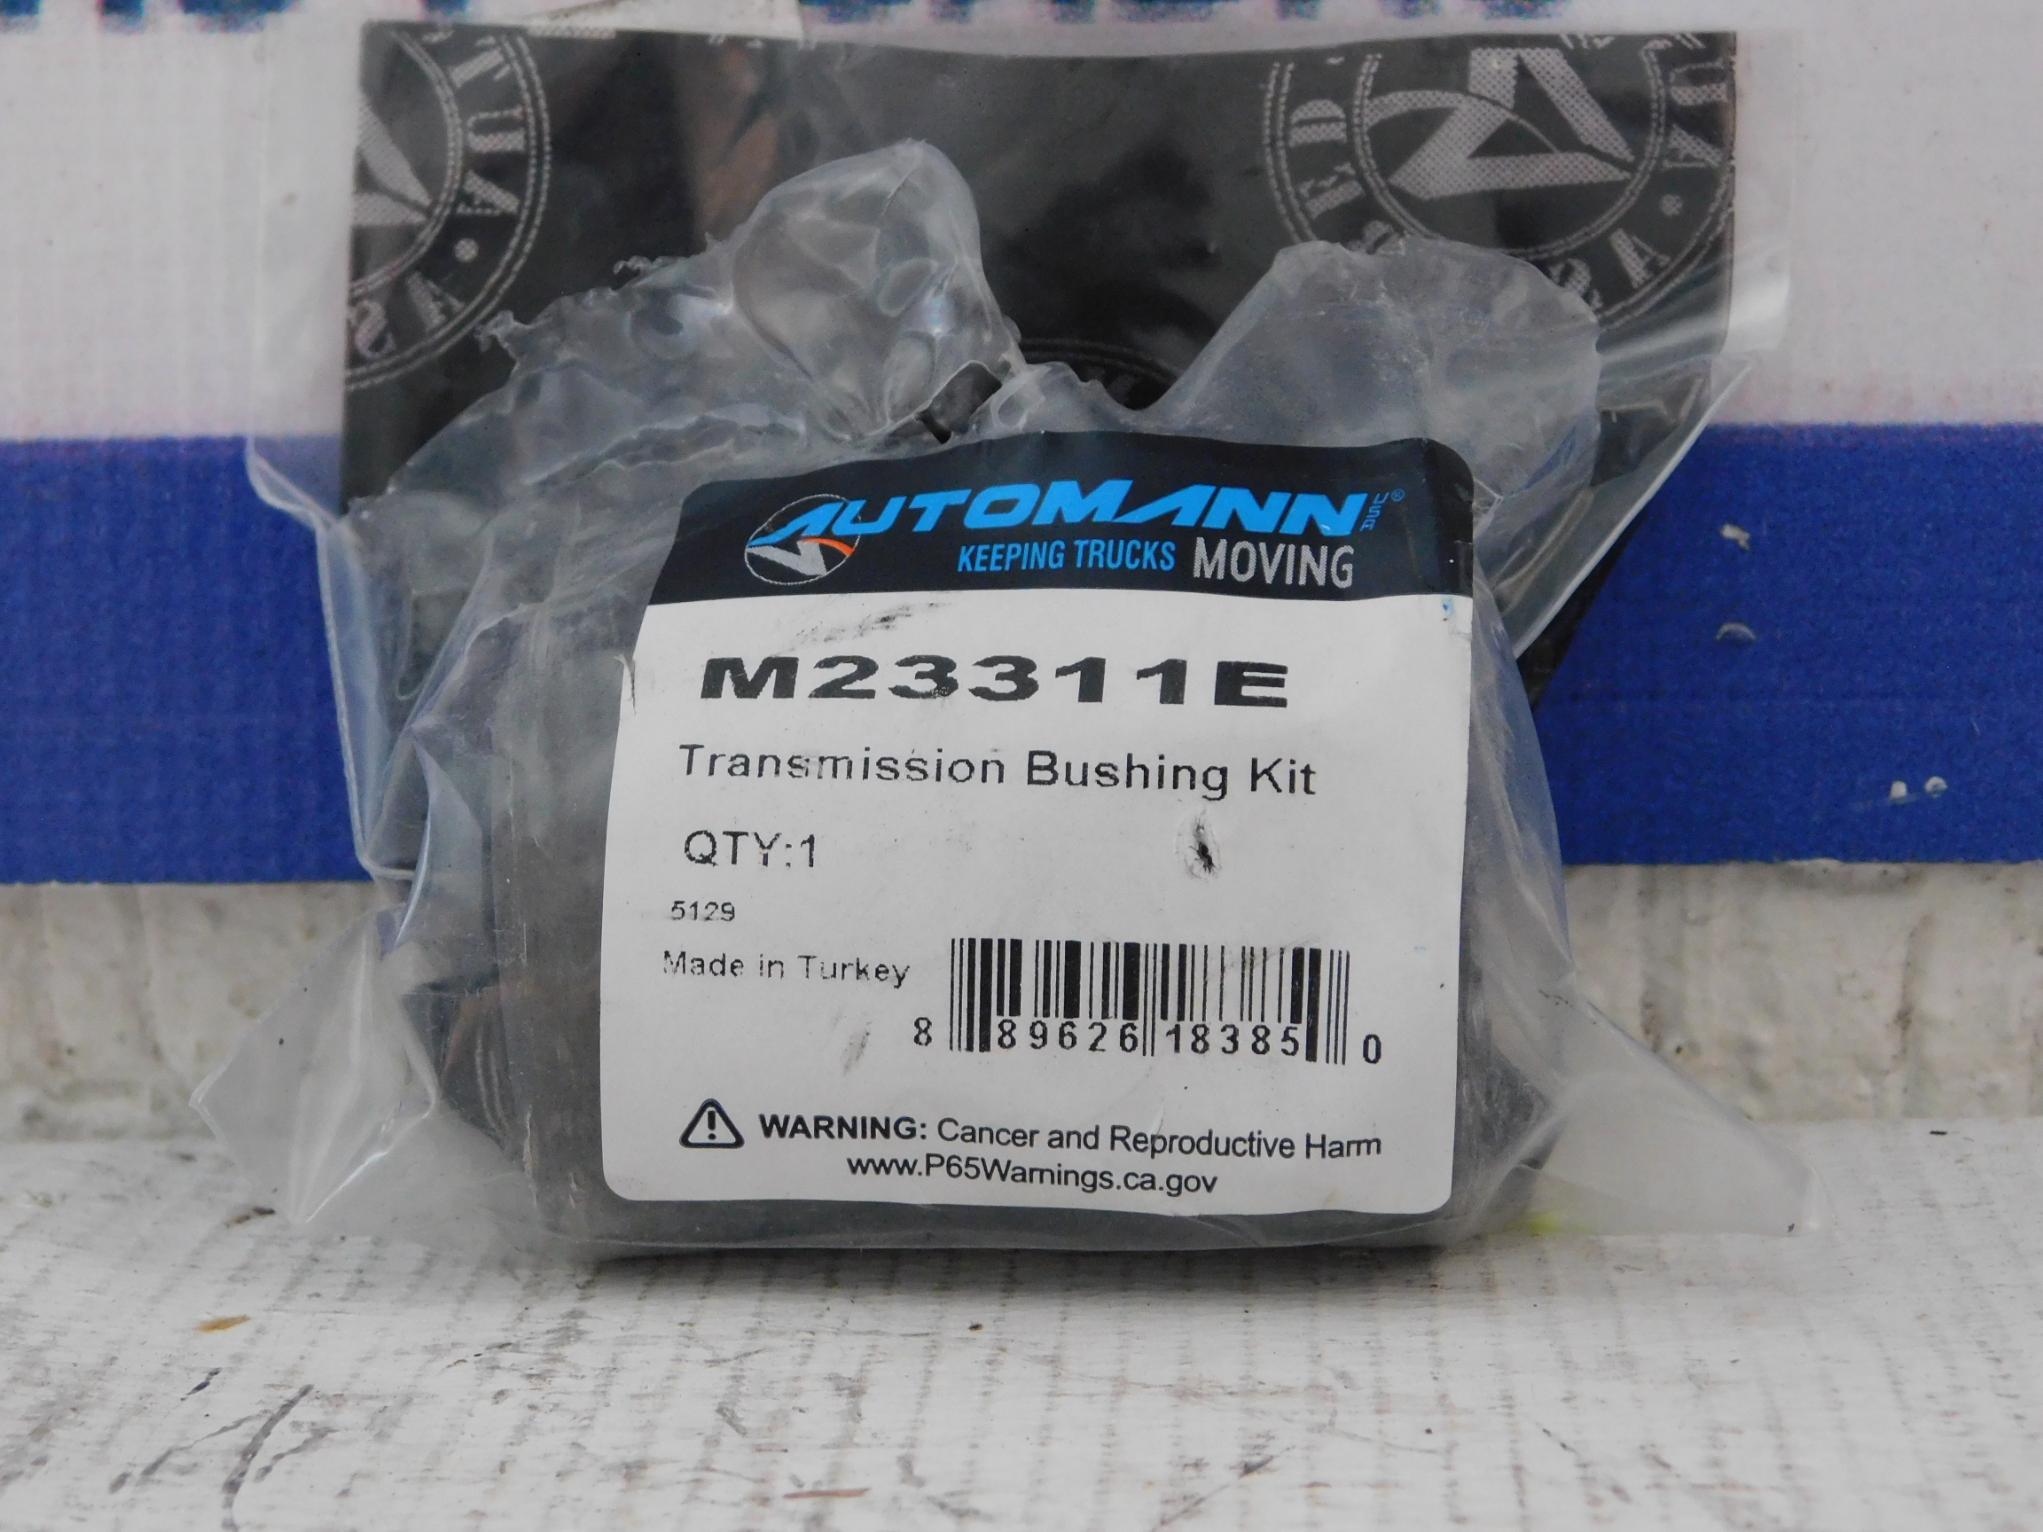 AUTOMANN USA®
KEEPING TRUCKS MOVING
M23311E
Transmission Bushing Kit
QTY:1
5129
Made in Turkey
8 89626 18385 0
WARNING: Cancer and Reproductive Harm
www.P65Warnings.ca.gov